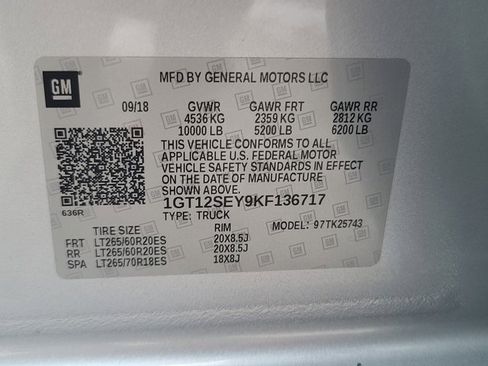 GM
MFD BY GENERAL MOTORS LLC
09/18 GVWR GAWR FRT GAWR RR
4536 KG 2359 KG 2812 KG
10000 LB 5200 LB 6200 LB
THIS VEHICLE CONFORMS TO ALL
APPLICABLE U.S. FEDERAL MOTOR
VEHICLE SAFETY STANDARDS IN EFFECT
ON THE DATE OF MANUFACTURE SHOWN ABOVE.
1GT12SEY9KF136717
TYPE: TRUCK MODEL: 97TK25743
636R
TIRE SIZE RIM
FRT LT265/60R20ES 20X8.5J
RR LT265/60R20ES 20X8.5J
SPA LT265/70R18ES 18X8J